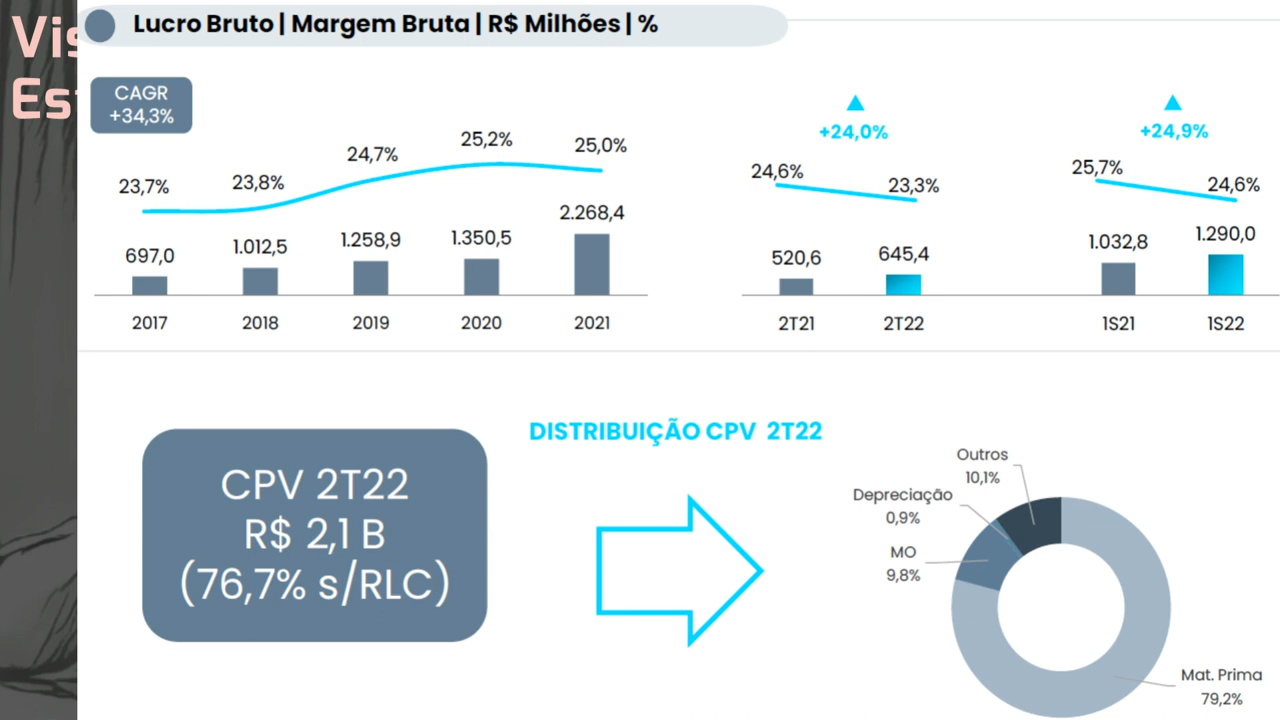 Lucro Bruto | Margem Bruta | R$ Milhões | %
CAGR
+34,3%
23,7%
23,8%
24,7%
25,2%
25,0%
697,0
1.012,5
1.258,9
1.350,5
2.268,4
2017
2018
2019
2020
2021
+24,0%
24,6%
23,3%
520,6
645,4
2T21
2T22
+24,9%
25,7%
24,6%
1.032,8
1.290,0
1S21
1S22
CPV 2T22
R$ 2,1 B
(76,7% s/RLC)
DISTRIBUIÇÃO CPV 2T22
Outros
10,1%
Depreciação
0,9%
MO
9,8%
Mat. Prima
79,2%